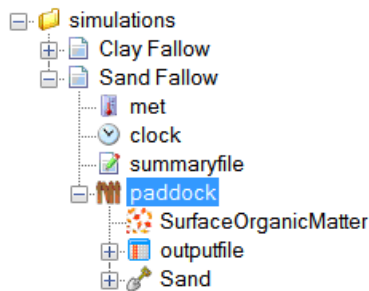 simulations
Clay Fallow
Sand Fallow
met
clock
summaryfile
paddock
SurfaceOrganicMatter
outputfile
Sand